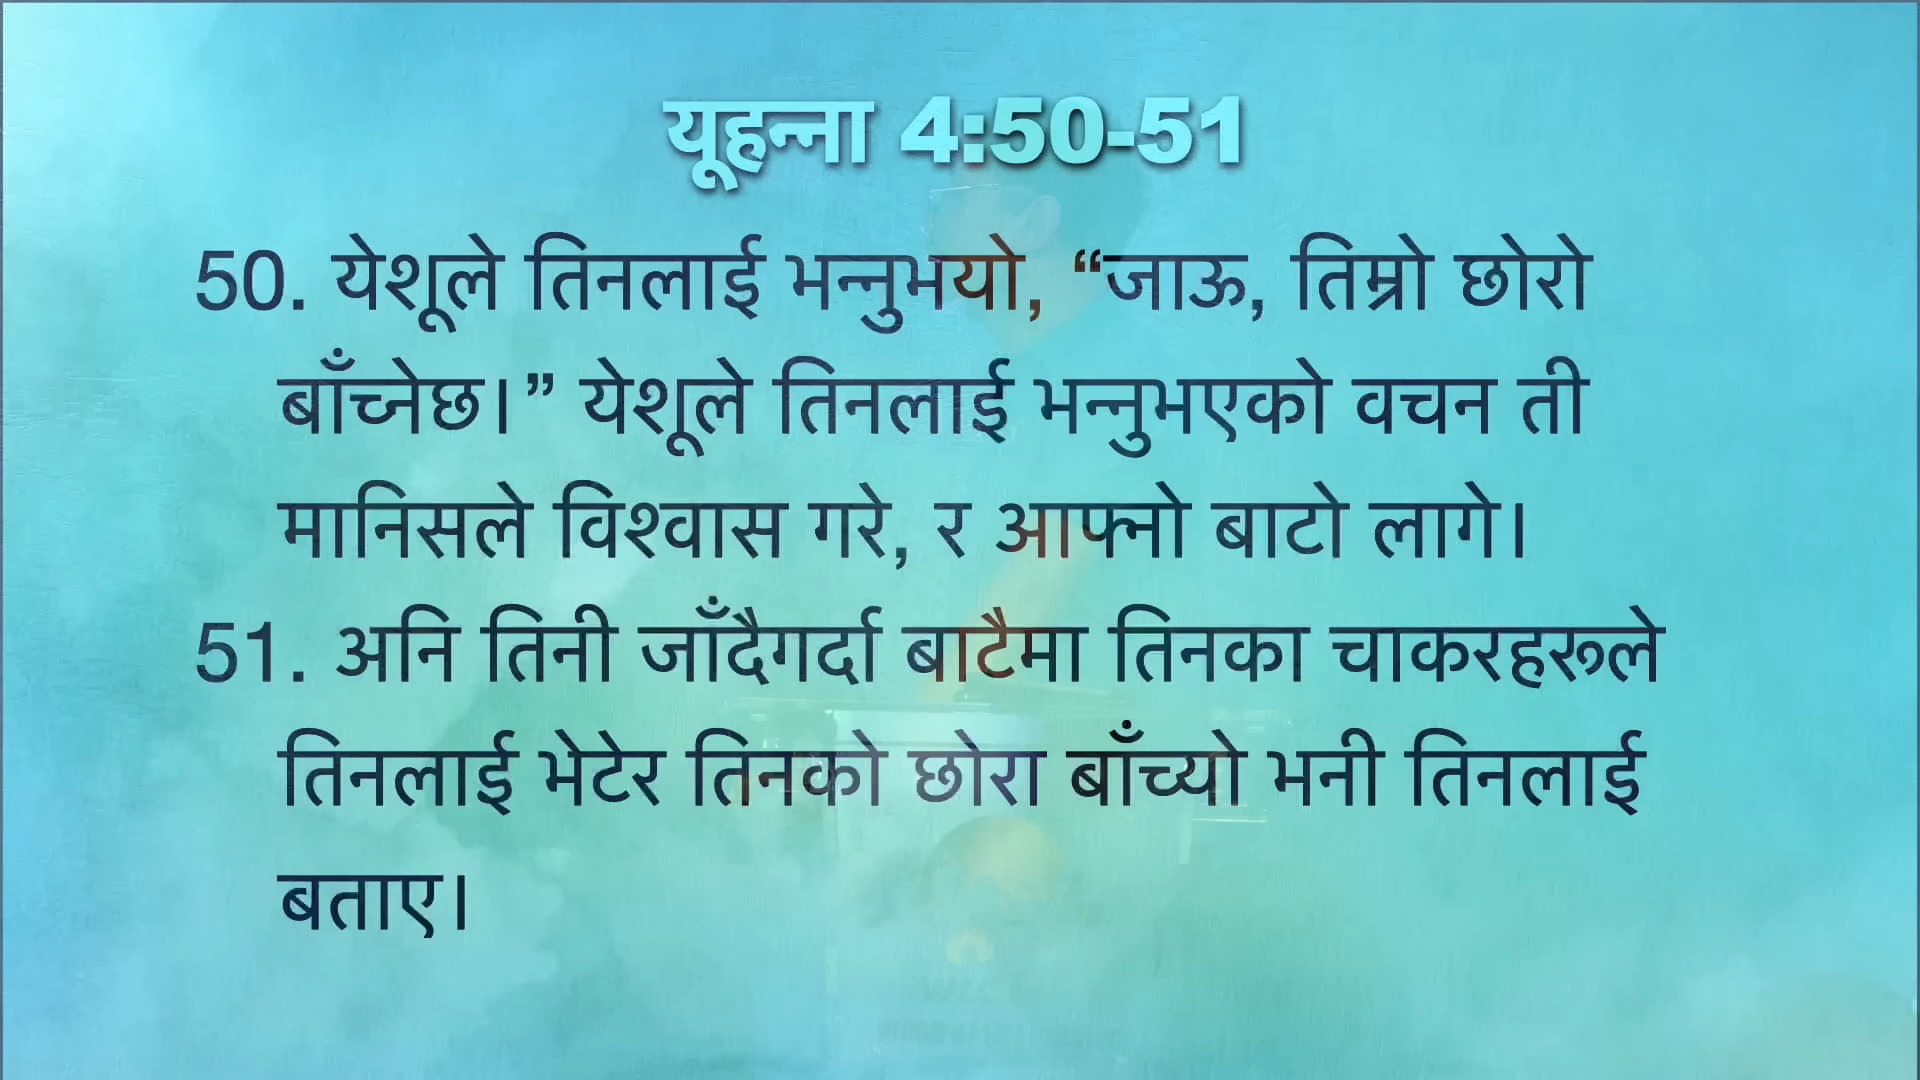 यूहन्ना 4:50-51
50. येशूले तिनलाई भन्नुभयो, “जाऊ, तिम्रो छोरो
बाँच्नेछ।” येशूले तिनलाई भन्नुभएको वचन ती
मानिसले विश्वास गरे, र आफ्नो बाटो लागे।
51. अनि तिनी जाँदैगर्दा बाटैमा तिनका चाकरहरूले
तिनलाई भेटेर तिनको छोरा बाँच्यो भनी तिनलाई
बताए।